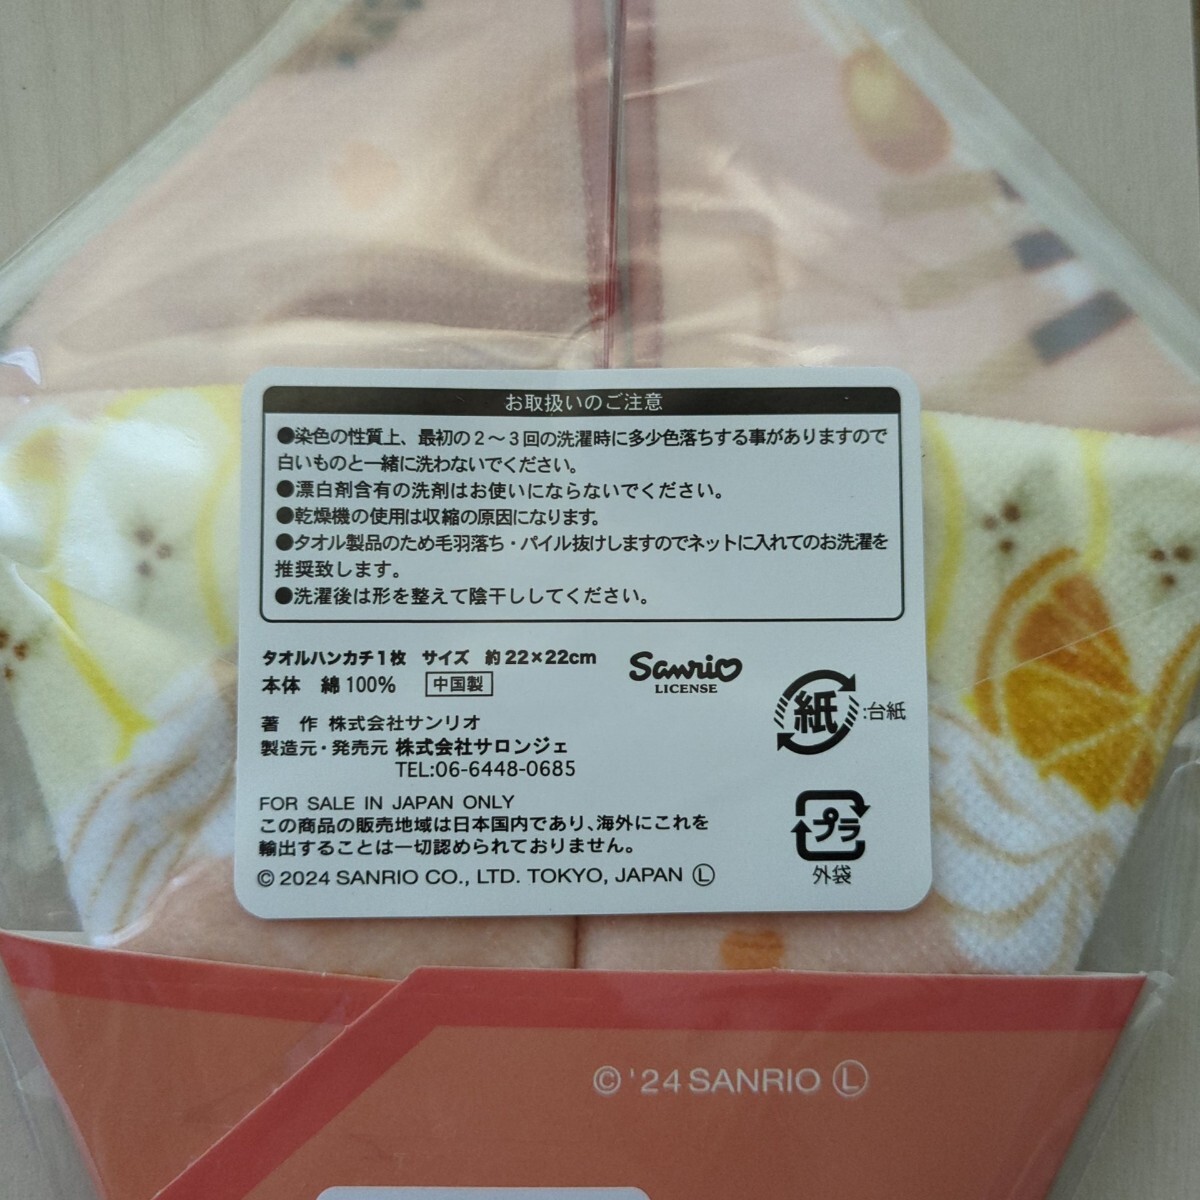 お取扱いのご注意
●染色の性質上、最初の2～3回の洗濯時に多少色落ちする事がありますので
白いものと一緒に洗わないでください。
●漂白剤含有の洗剤はお使いにならないでください。
●乾燥機の使用は収縮の原因になります。
●タオル製品のため毛羽落ち・パイル抜けしますのでネットに入れてのお洗濯を
推奨致します。
●洗濯後は形を整えて陰干ししてください。
タオルハンカチ1枚 サイズ 約22×22cm
本体 綿100% 中国製
Sanrio
LICENSE
著 作 株式会社サンリオ
製造元・発売元 株式会社サロンジェ
TEL:06-6448-0685
紙 :台紙
FOR SALE IN JAPAN ONLY
この商品の販売地域は日本国内であり、海外にこれを
輸出することは一切認められておりません。
© 2024 SANRIO CO., LTD. TOKYO, JAPAN Ⓛ
プラ
外袋
© '24 SANRIO Ⓛ